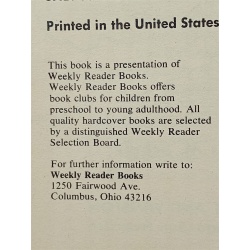 Printed in the United States
This book is a presentation of
Weekly Reader Books.
Weekly Reader Books offers
book clubs for children from
preschool to young adulthood. All
quality hardcover books are selected
by a distinguished Weekly Reader
Selection Board.
For further information write to:
Weekly Reader Books
1250 Fairwood Ave.
Columbus, Ohio 43216